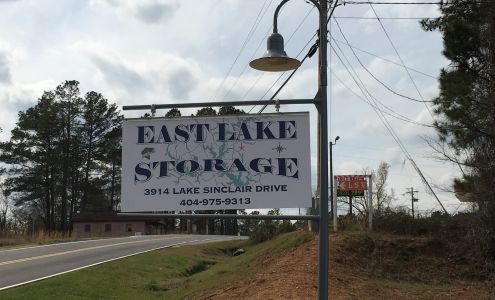 EAST LAKE
STORAGE
3914 LAKE SINCLAIR DRIVE
404-975-9313